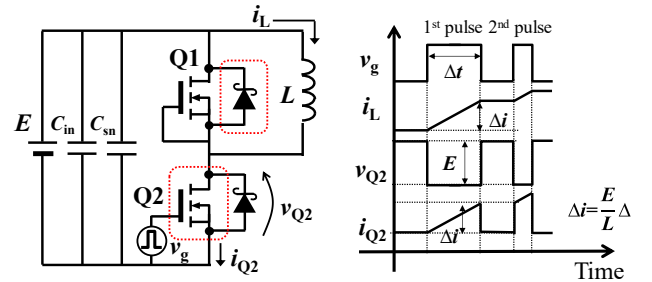 i_L
Q1
L
E
C_in
C_sn
Q2
v_Q2
v_g
i_Q2
1st pulse 2nd pulse
v_g
Δt
i_L
Δi
v_Q2
E
i_Q2
Δi
Δi=E/L Δ
Time